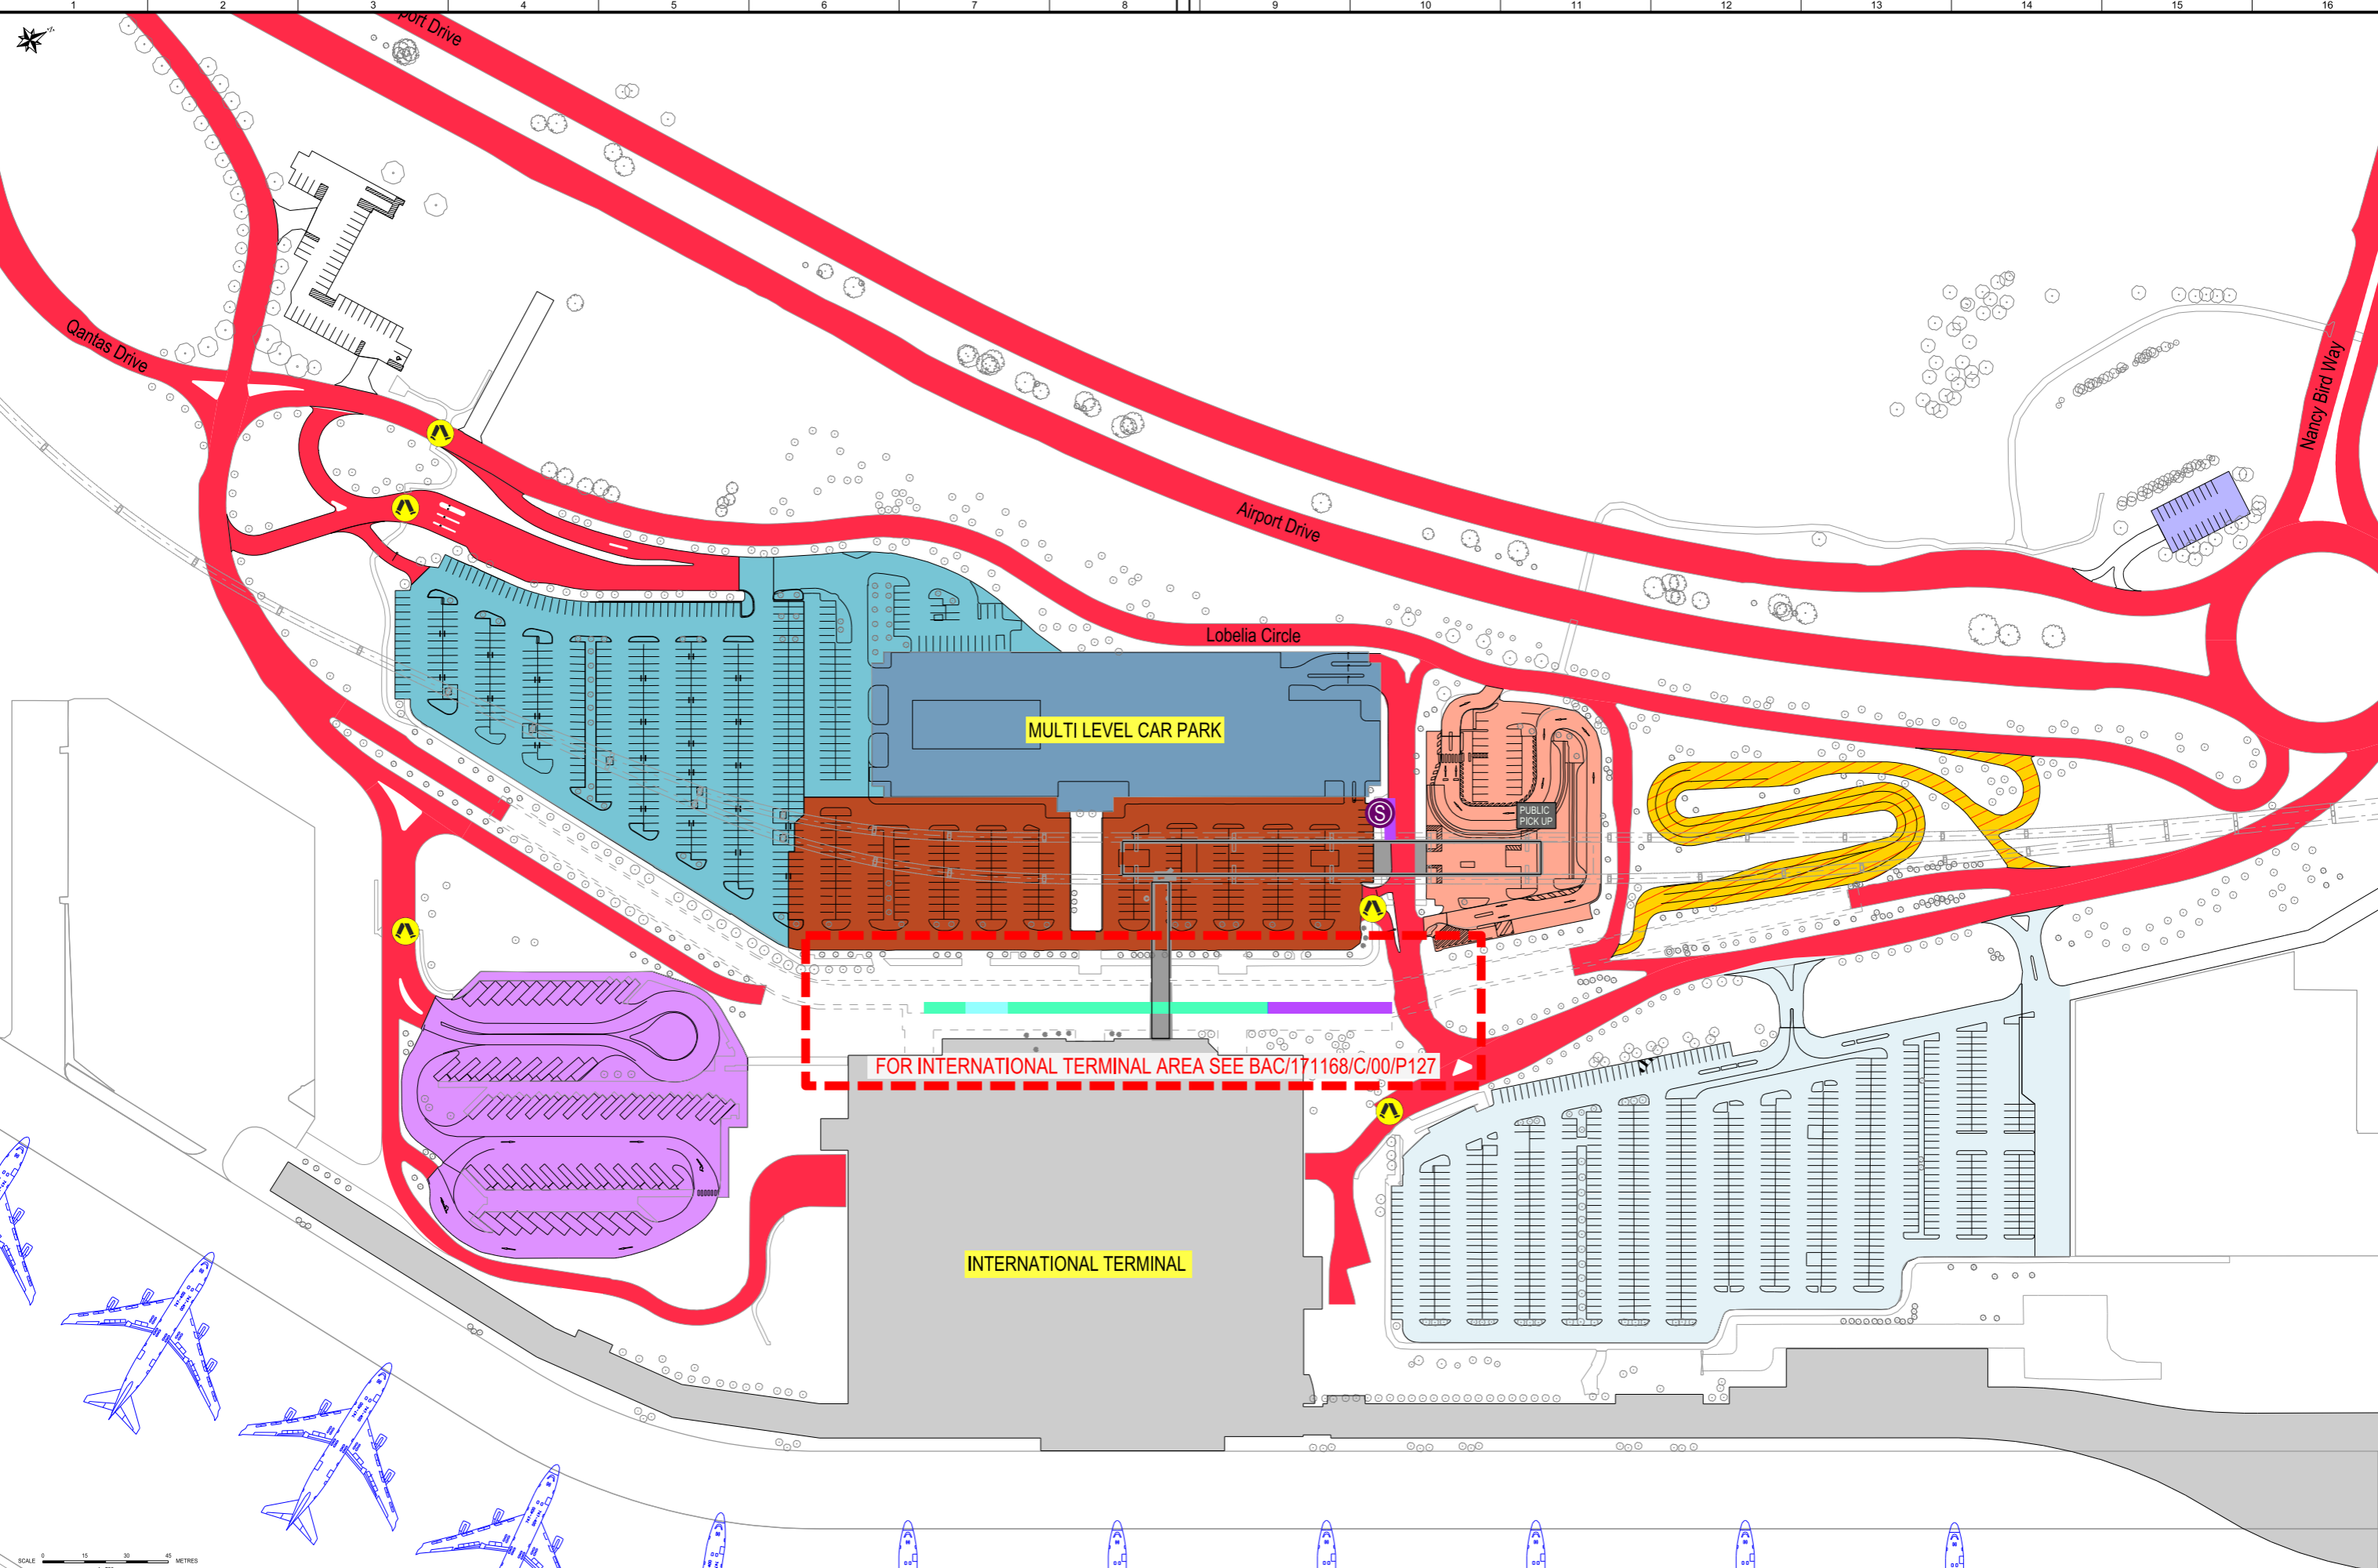 1 2 3 4 5 6 7 8 9 10 11 12 13 14 15 16
port Drive
Qantas Drive
Nancy Bird Way
Airport Drive
Lobelia Circle
MULTI LEVEL CAR PARK
S
PUBLIC
PICK UP
FOR INTERNATIONAL TERMINAL AREA SEE BAC/171168/C/00/P127
INTERNATIONAL TERMINAL
SCALE 0 15 30 45 METRES